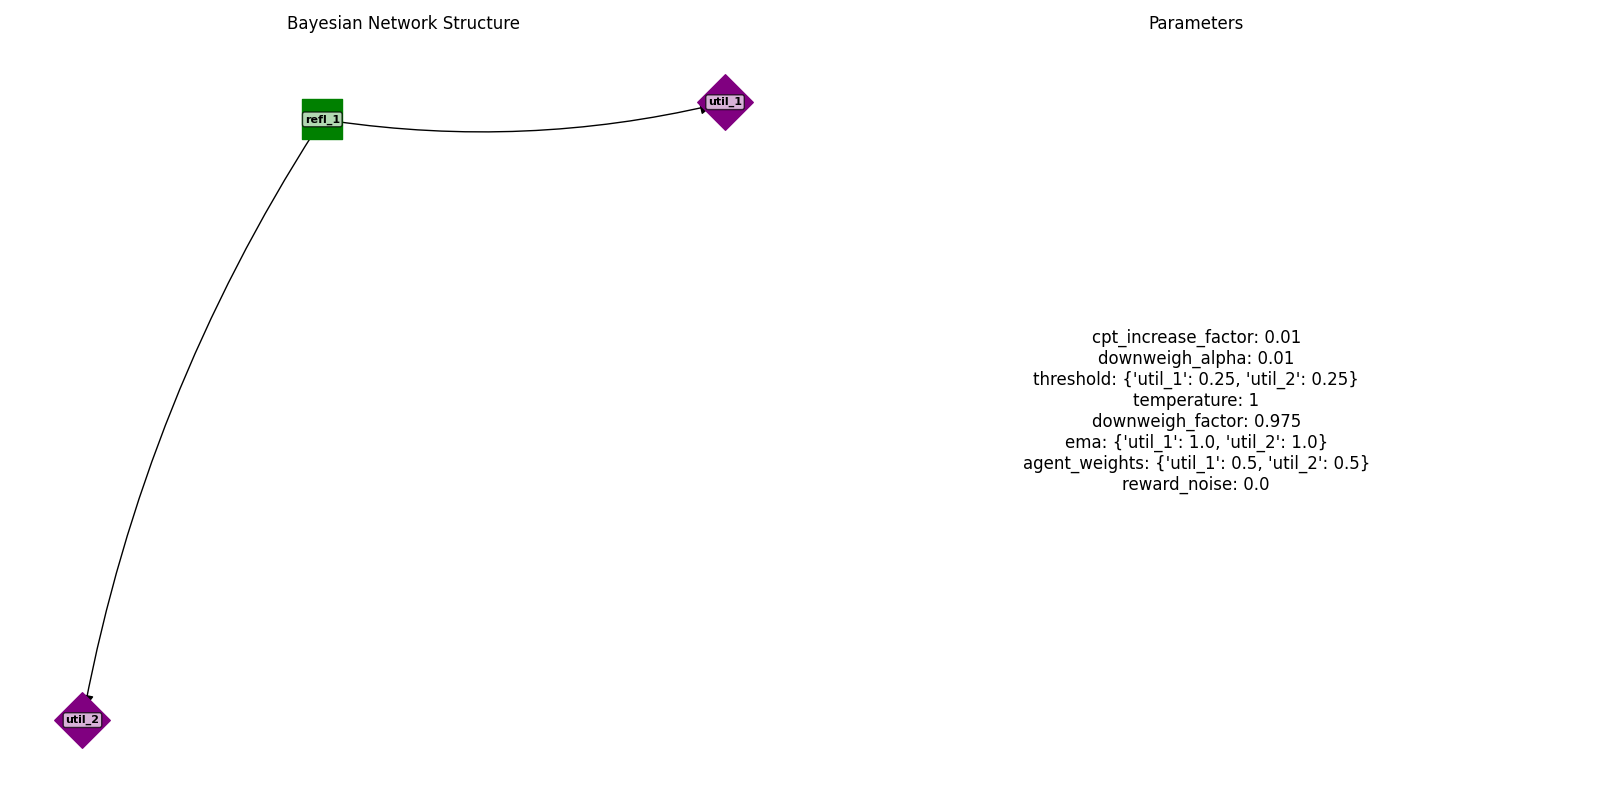 Bayesian Network Structure
refl_1
util_1
util_2
Parameters
cpt_increase_factor: 0.01
downweigh_alpha: 0.01
threshold: {'util_1': 0.25, 'util_2': 0.25}
temperature: 1
downweigh_factor: 0.975
ema: {'util_1': 1.0, 'util_2': 1.0}
agent_weights: {'util_1': 0.5, 'util_2': 0.5}
reward_noise: 0.0